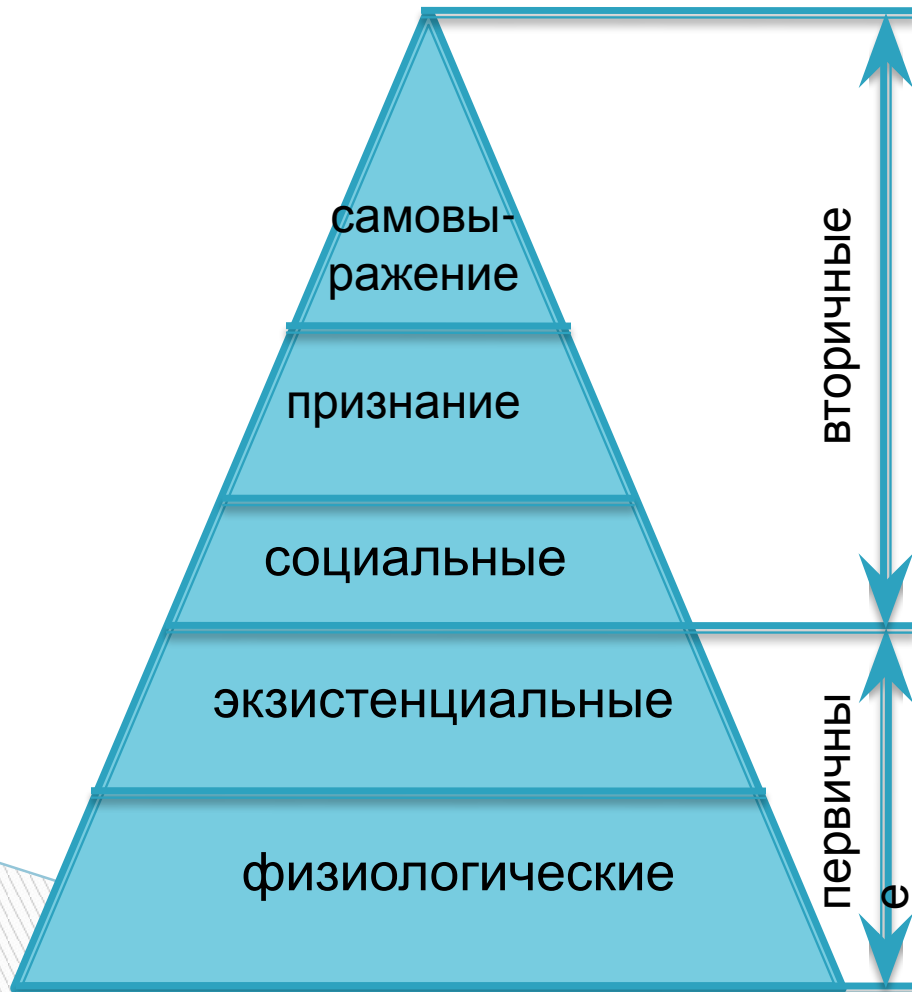 самовы-
ражение
признание
социальные
экзистенциальные
физиологические
вторичные
первичны
е